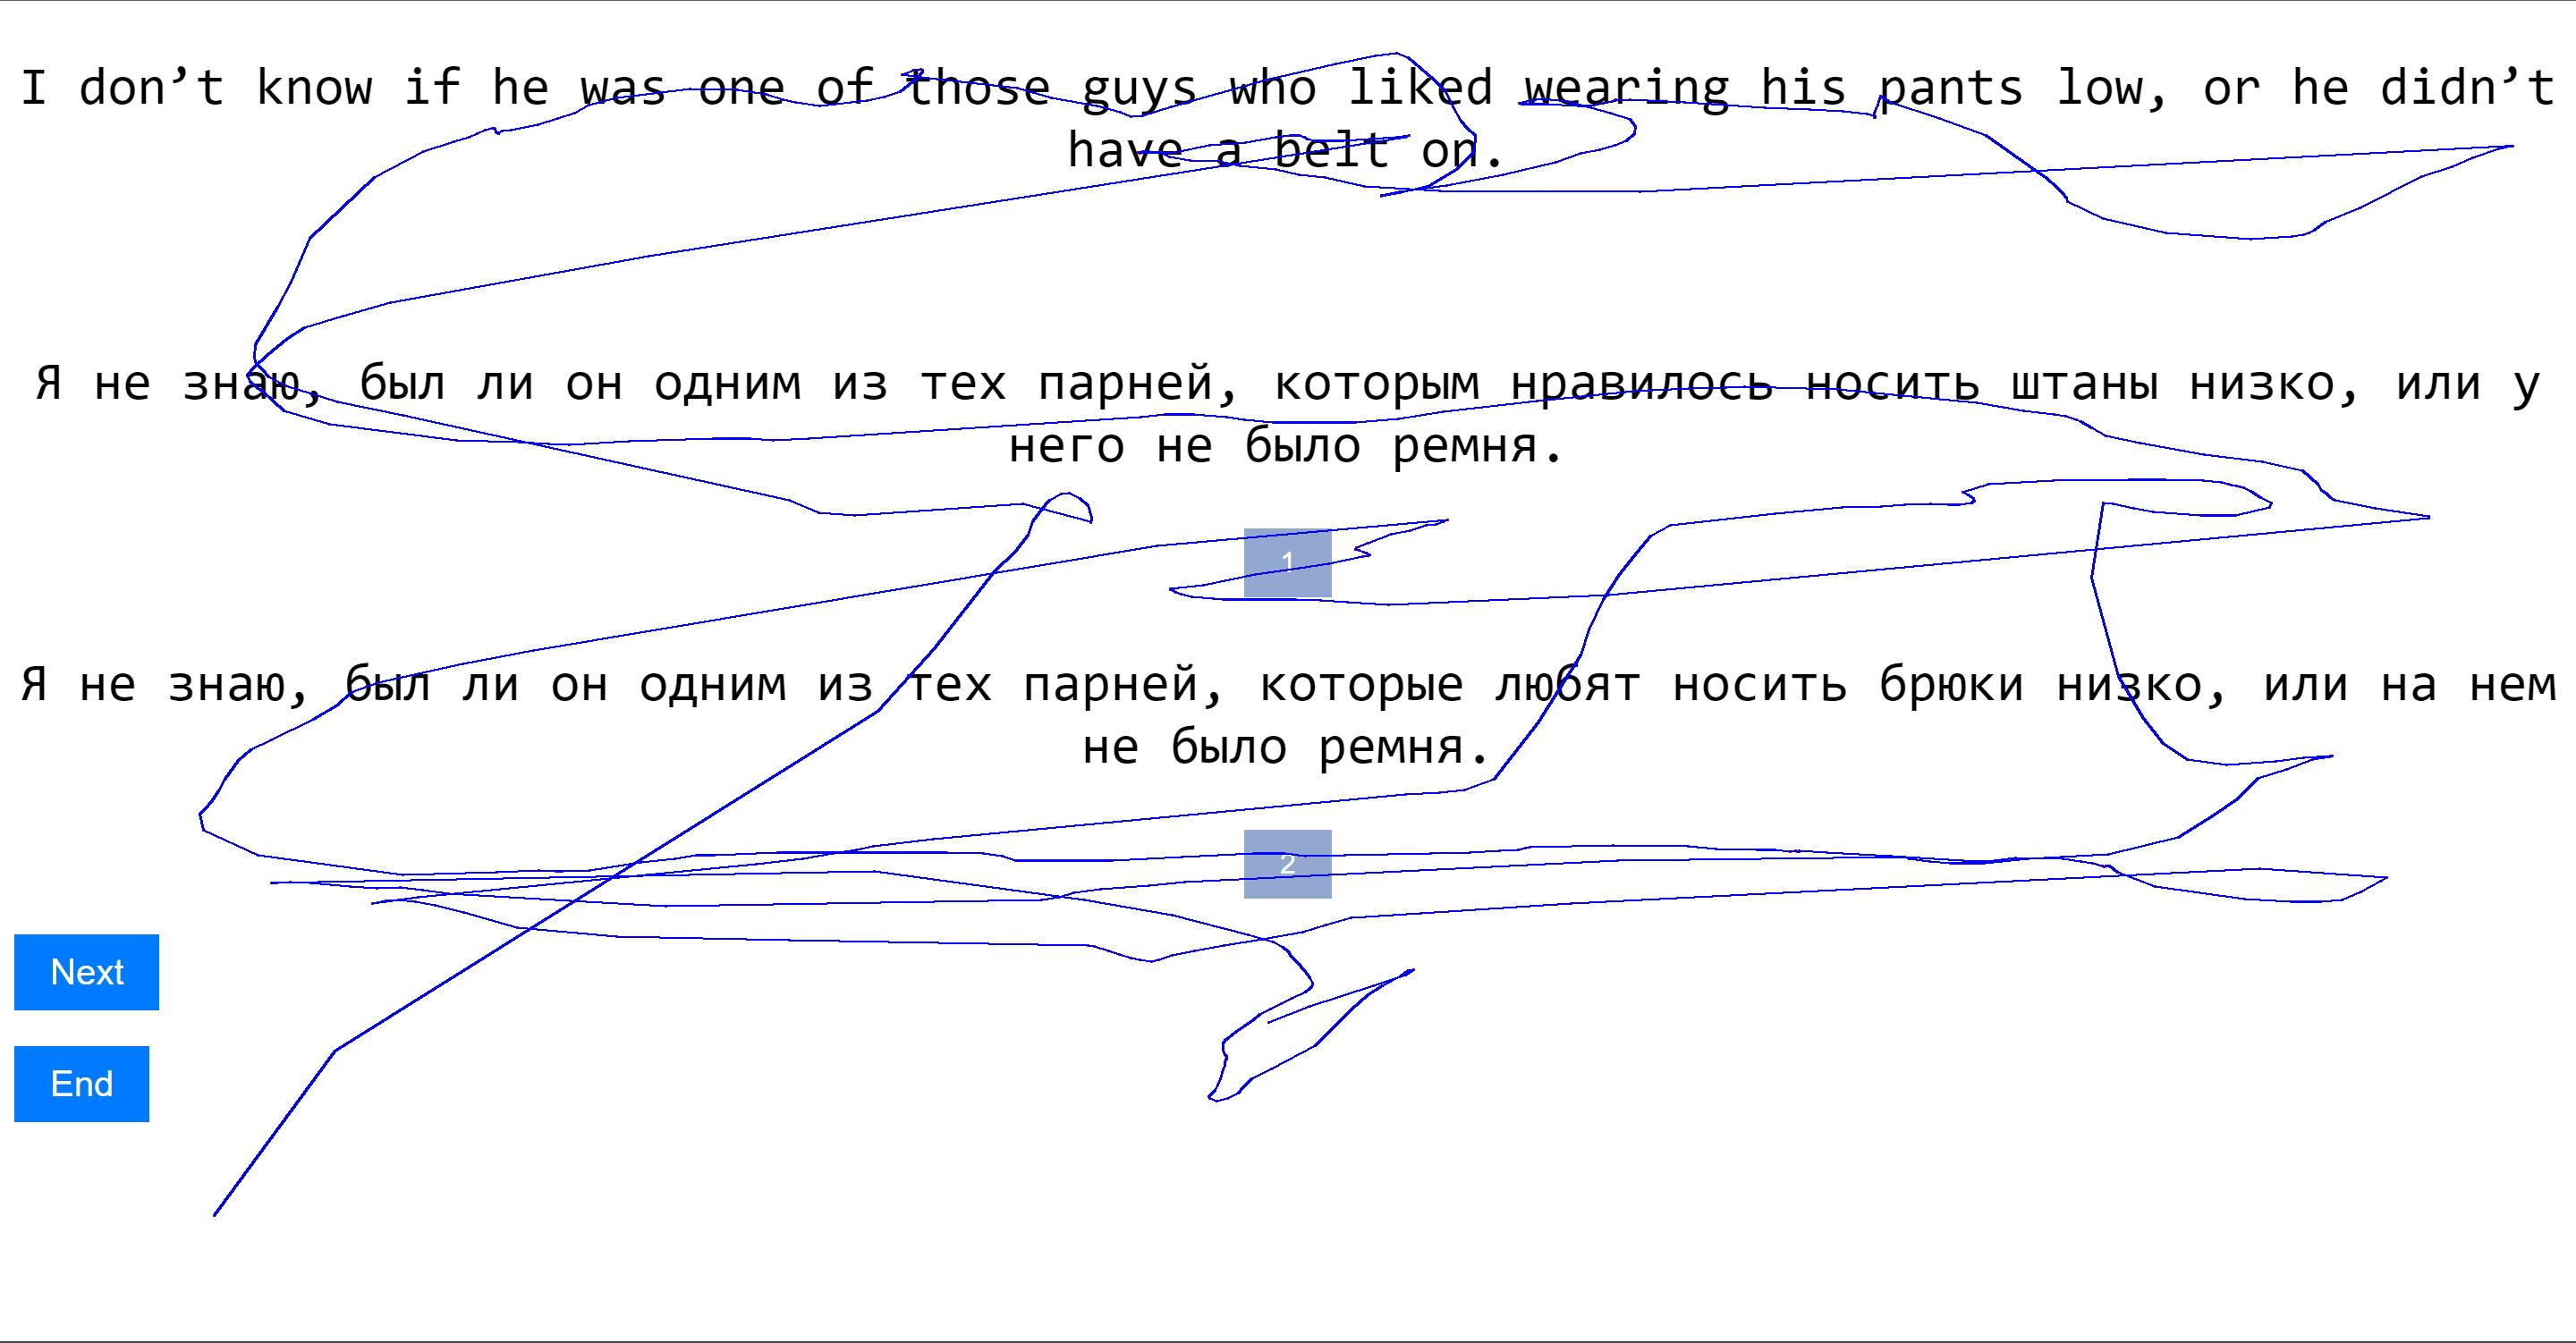 I don’t know if he was one of those guys who liked wearing his pants low, or he didn’t
have a belt on.
Я не знаю, был ли он одним из тех парней, которым нравилось носить штаны низко, или у
него не было ремня.
1
Я не знаю, был ли он одним из тех парней, которые любят носить брюки низко, или на нем
не было ремня.
2
Next
End